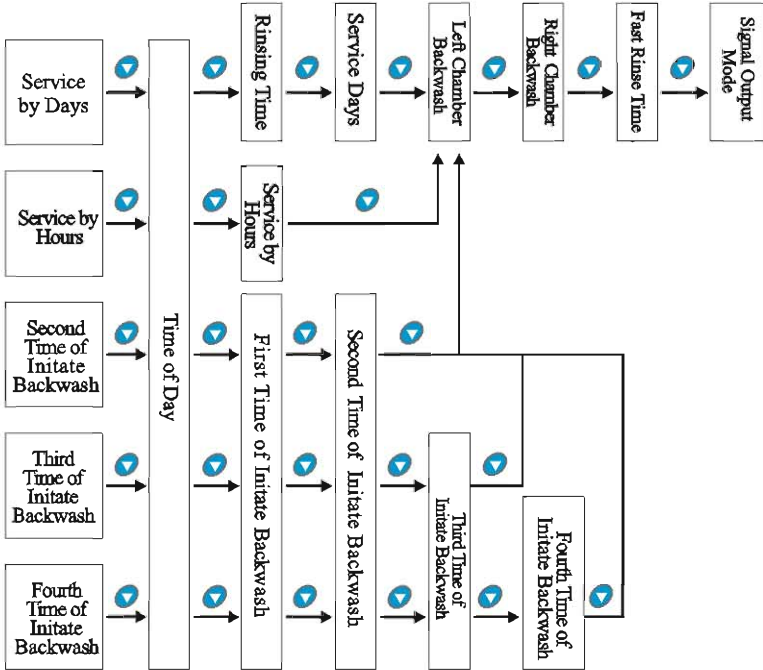 Service
by Days
Service by
Hours
Second
Time of
Initate
Backwash
Third
Time of
Initate
Backwash
Fourth
Time of
Initate
Backwash
Time of Day
Rinsing Time
Service Days
Left Chamber
Backwash
Right Chamber
Backwash
Fast Rinse Time
Signal Output
Mode
Service by
Hours
First Time of Initate Backwash
Second Time of Initate Backwash
Third Time of
Initate Backwash
Fourth Time of
Initate Backwash